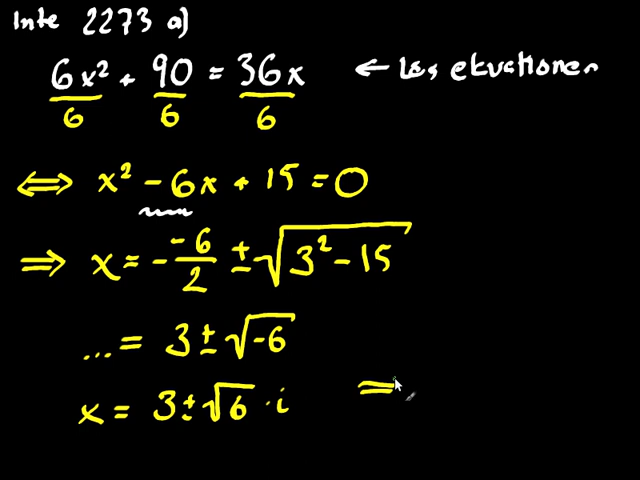 Inte 2273 a)
6x²/6 + 90/6 = 36x/6 ← Lös ekvationen
⟺ x² - 6x + 15 = 0
⟹ x = - -6/2 ± √(3² - 15)
... = 3 ± √-6
x = 3 ± √6 · i =